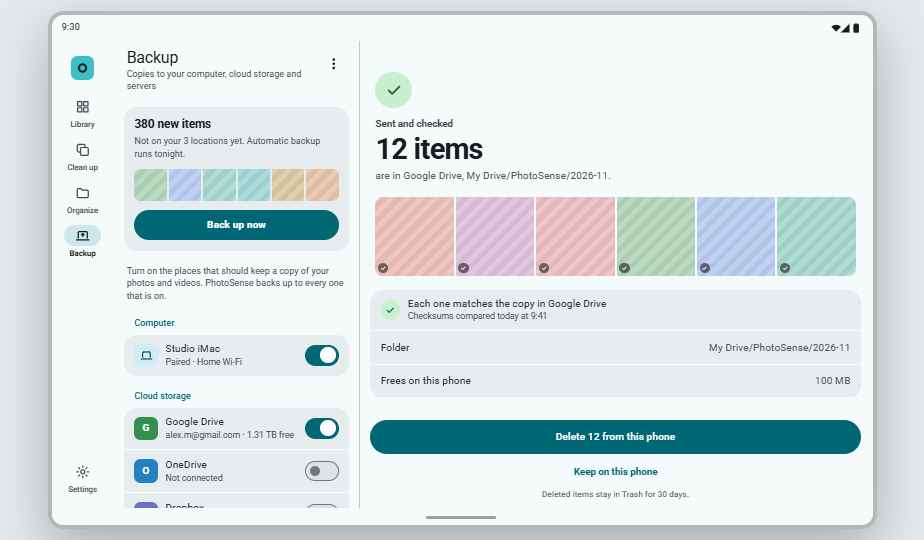 9:30
Library
Clean up
Organize
Backup
Settings
Backup
Copies to your computer, cloud storage and
servers
380 new items
Not on your 3 locations yet. Automatic backup
runs tonight.
Back up now
Turn on the places that should keep a copy of your
photos and videos. PhotoSense backs up to every one
that is on.
Computer
Studio iMac
Paired · Home Wi-Fi
Cloud storage
G
Google Drive
alex.m@gmail.com · 1.31 TB free
O
OneDrive
Not connected
Dropbox
Sent and checked
12 items
are in Google Drive, My Drive/PhotoSense/2026-11.
Each one matches the copy in Google Drive
Checksums compared today at 9:41
Folder
My Drive/PhotoSense/2026-11
Frees on this phone
100 MB
Delete 12 from this phone
Keep on this phone
Deleted items stay in Trash for 30 days.